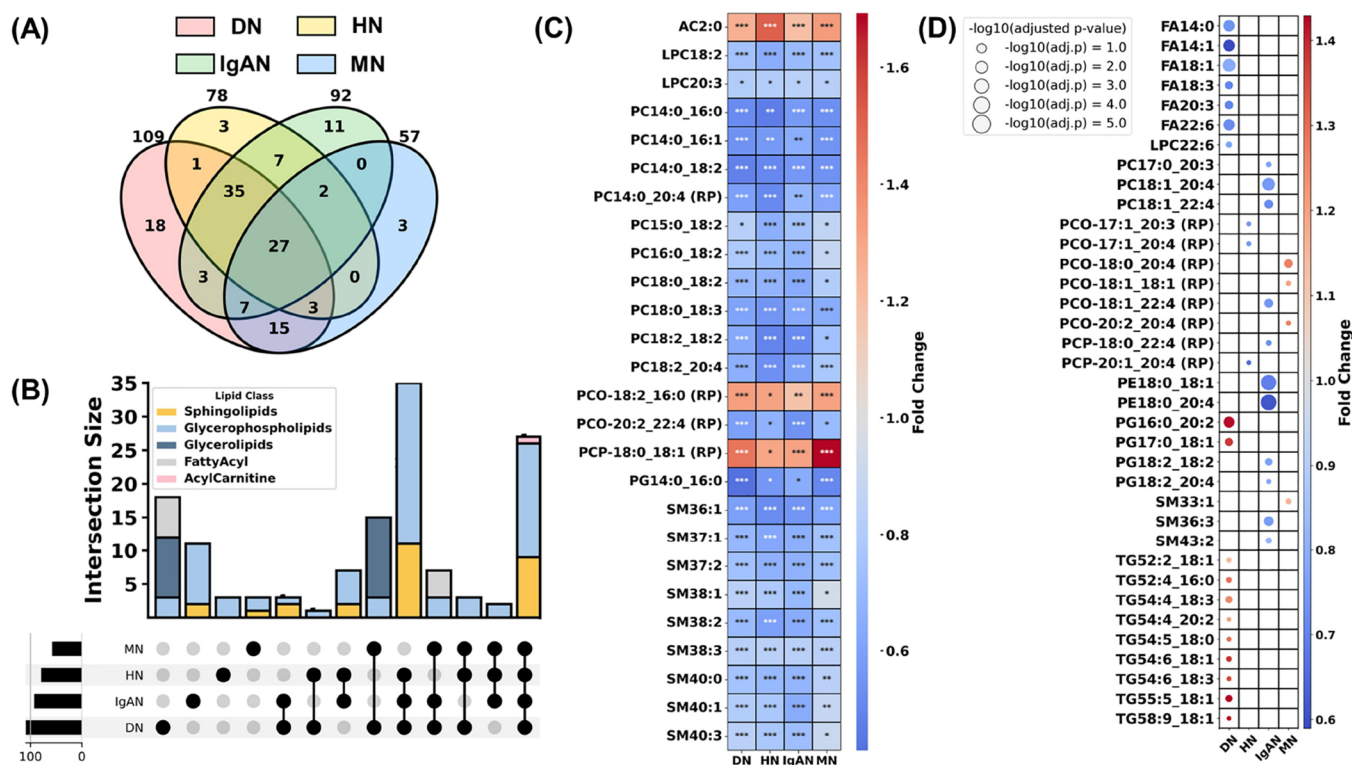 (A)
DN
HN
IgAN
MN
78
92
109
57
3
11
1
7
0
35
2
18
3
27
3
0
7
3
15
(B)
Intersection Size
35
30
25
20
15
10
5
Lipid Class
Sphingolipids
Glycerophospholipids
Glycerolipids
FattyAcyl
AcylCarnitine
MN
HN
IgAN
DN
100
0
(C)
AC2:0 *** *** *** ***
LPC18:2 *** *** *** ***
LPC20:3 * * * *
PC14:0_16:0 *** ** *** ***
PC14:0_16:1 *** ** ** ***
PC14:0_18:2 *** *** *** ***
PC14:0_20:4 (RP) *** *** ** ***
PC15:0_18:2 * *** *** *
PC16:0_18:2 ** *** *** *
PC18:0_18:2 *** *** *** *
PC18:0_18:3 *** *** *** ***
PC18:2_18:2 *** *** *** *
PC18:2_20:4 *** *** *** ***
PCO-18:2_16:0 (RP) *** * ** ***
PCO-20:2_22:4 (RP) *** * *** *
PCP-18:0_18:1 (RP) *** * *** ***
PG14:0_16:0 *** * * ***
SM36:1 *** *** *** ***
SM37:1 *** *** *** ***
SM37:2 *** *** *** ***
SM38:1 *** *** *** *
SM38:2 *** *** *** ***
SM38:3 *** *** *** ***
SM40:0 *** *** *** **
SM40:1 *** *** *** **
SM40:3 *** *** *** *
DN HN IgAN MN
1.6
1.4
1.2
1.0
0.8
0.6
Fold Change
(D)
-log10(adjusted p-value)
-log10(adj.p) = 1.0
-log10(adj.p) = 2.0
-log10(adj.p) = 3.0
-log10(adj.p) = 4.0
-log10(adj.p) = 5.0
FA14:0
FA14:1
FA18:1
FA18:3
FA20:3
FA22:6
LPC22:6
PC17:0_20:3
PC18:1_20:4
PC18:1_22:4
PCO-17:1_20:3 (RP)
PCO-17:1_20:4 (RP)
PCO-18:0_20:4 (RP)
PCO-18:1_18:1 (RP)
PCO-18:1_22:4 (RP)
PCO-20:2_20:4 (RP)
PCP-18:0_22:4 (RP)
PCP-20:1_20:4 (RP)
PE18:0_18:1
PE18:0_20:4
PG16:0_20:2
PG17:0_18:1
PG18:2_18:2
PG18:2_20:4
SM33:1
SM36:3
SM43:2
TG52:2_18:1
TG52:4_16:0
TG54:4_18:3
TG54:4_20:2
TG54:5_18:0
TG54:6_18:1
TG54:6_18:3
TG55:5_18:1
TG58:9_18:1
DN
HN
IgAN
MN
1.4
1.3
1.2
1.1
1.0
0.9
0.8
0.7
0.6
Fold Change